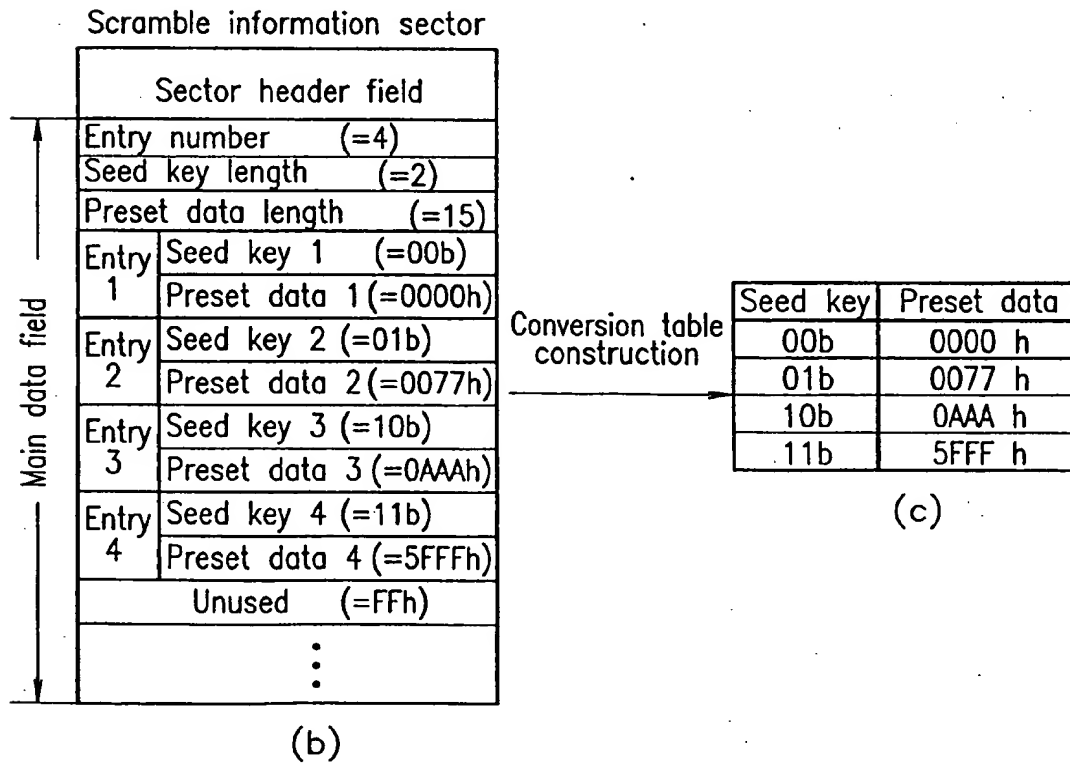 Scramble information sector
Sector header field
Main data field
Entry number (=4)
Seed key length (=2)
Preset data length (=15)
Entry 1
Seed key 1 (=00b)
Preset data 1 (=0000h)
Entry 2
Seed key 2 (=01b)
Preset data 2 (=0077h)
Entry 3
Seed key 3 (=10b)
Preset data 3 (=0AAAh)
Entry 4
Seed key 4 (=11b)
Preset data 4 (=5FFFh)
Unused (=FFh)
(b)
Conversion table
construction
Seed key Preset data
00b 0000 h
01b 0077 h
10b 0AAA h
11b 5FFF h
(c)